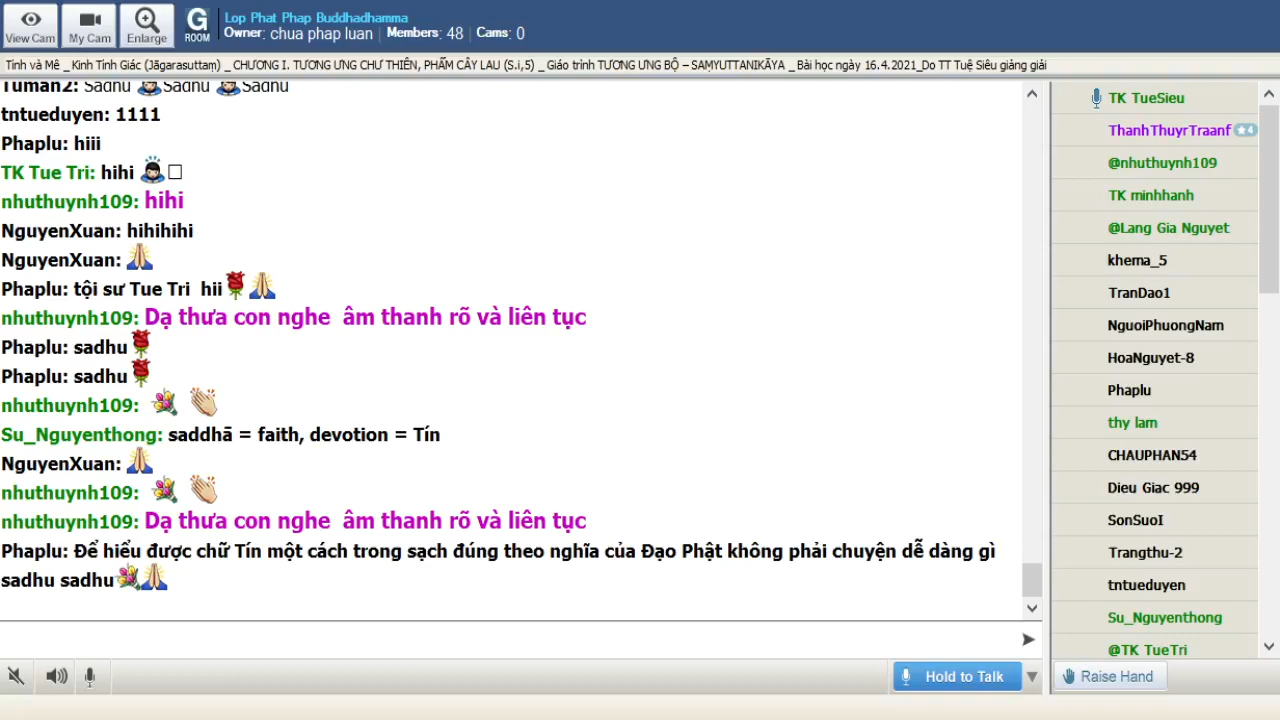 View Cam
My Cam
Enlarge
G
ROOM
Lop Phat Phap Buddhadhamma
Owner: chua phap luan Members: 48 Cams: 0
Tỉnh và Mê _ Kinh Tỉnh Giác (Jāgarasuttaṃ) _ CHƯƠNG I. TƯƠNG ƯNG CHƯ THIÊN, PHẨM CÂY LAU (S.i,5) _ Giáo trình TƯƠNG ƯNG BỘ – SAṂYUTTANIKĀYA _ Bài học ngày 16.4.2021_Do TT Tuệ Siêu giảng giải
Tuman2: Sadhu Sadhu Sadhu
tntueduyen: 1111
Phaplu: hiii
TK Tue Tri: hihi
nhuthuynh109: hihi
NguyenXuan: hihihihi
NguyenXuan:
Phaplu: tội sư Tue Tri hii
nhuthuynh109: Dạ thưa con nghe âm thanh rõ và liên tục
Phaplu: sadhu
Phaplu: sadhu
nhuthuynh109:
Su_Nguyenthong: saddhā = faith, devotion = Tín
NguyenXuan:
nhuthuynh109:
nhuthuynh109: Dạ thưa con nghe âm thanh rõ và liên tục
Phaplu: Để hiểu được chữ Tín một cách trong sạch đúng theo nghĩa của Đạo Phật không phải chuyện dễ dàng gì
sadhu sadhu
Hold to Talk
TK TueSieu
ThanhThuyrTraanf 4
@nhuthuynh109
TK minhhanh
@Lang Gia Nguyet
khema_5
TranDao1
NguoiPhuongNam
HoaNguyet-8
Phaplu
thy lam
CHAUPHAN54
Dieu Giac 999
SonSuoI
Trangthu-2
tntueduyen
Su_Nguyenthong
@TK TueTri
Raise Hand